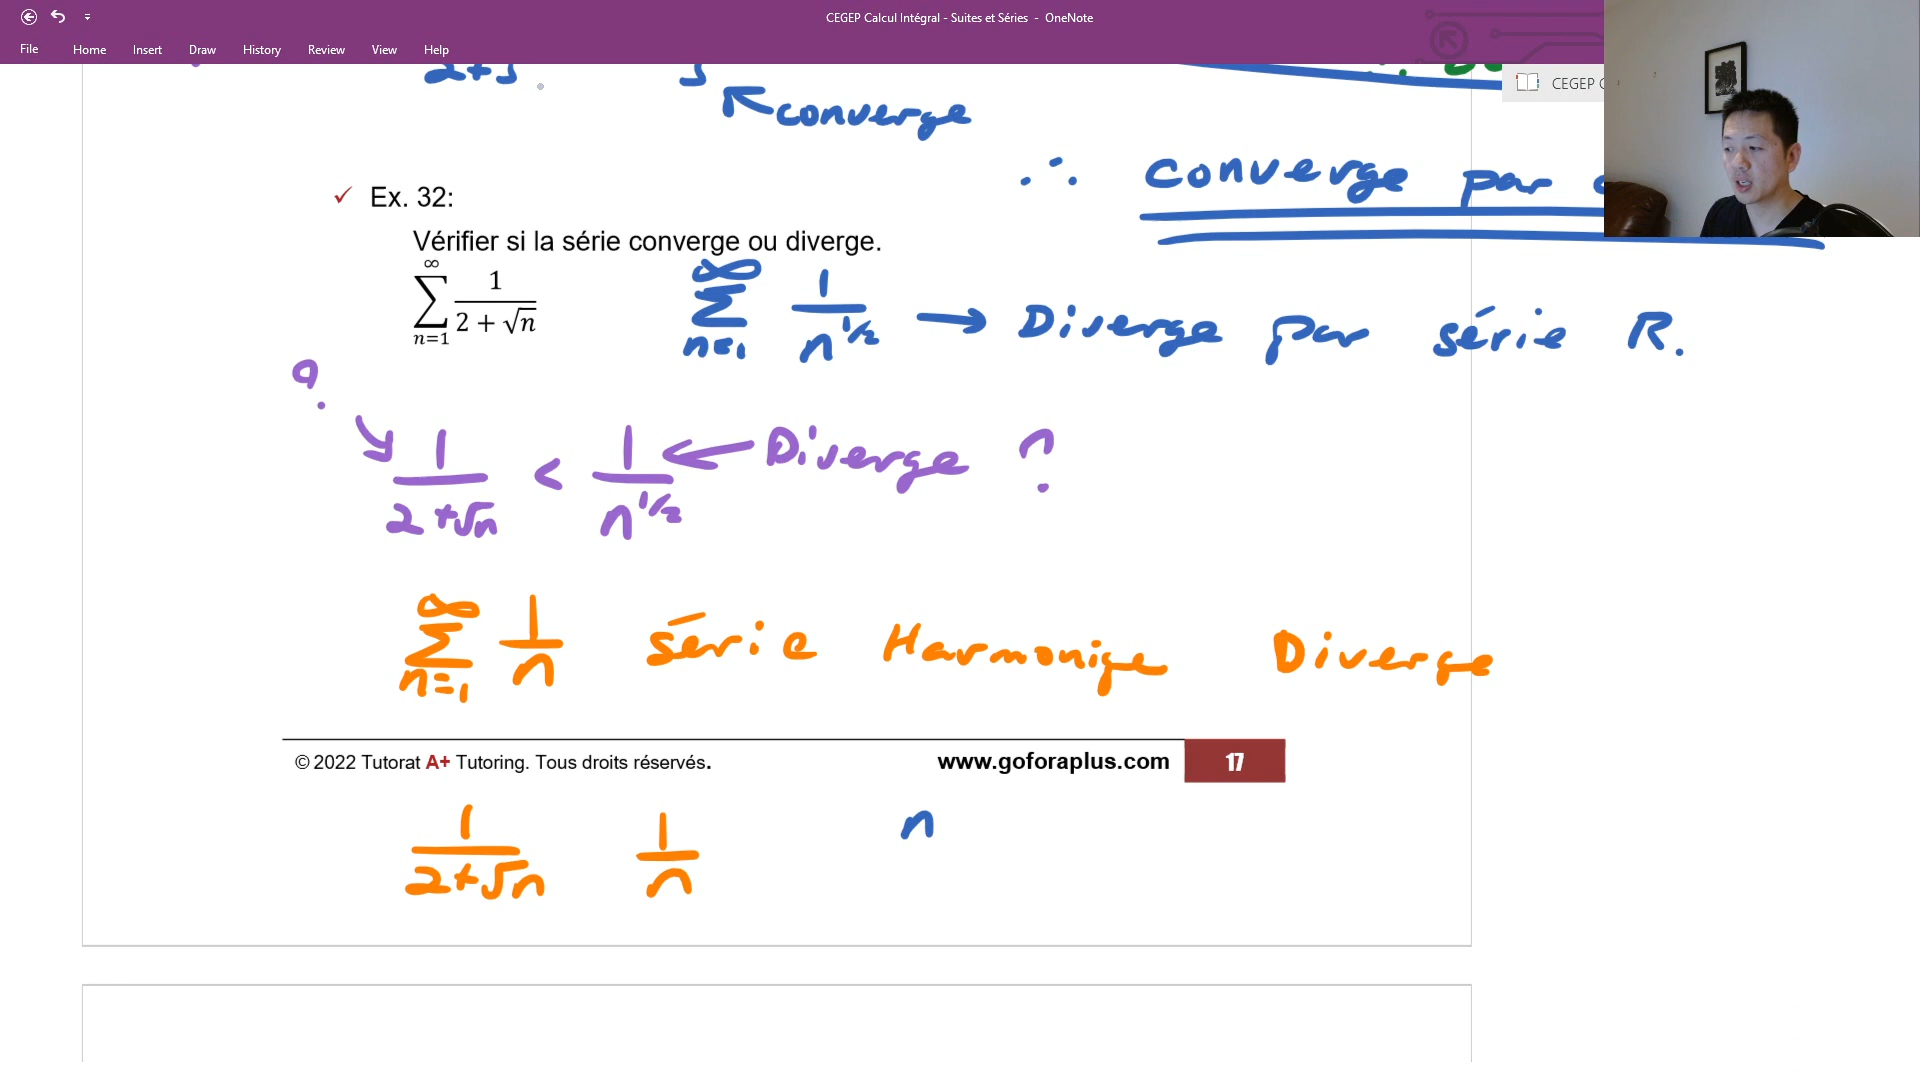 CEGEP Calcul Intégral - Suites et Séries - OneNote
File Home Insert Draw History Review View Help
CEGEP
converge
∴ converge par
✓ Ex. 32:
Vérifier si la série converge ou diverge.
∞
∑ 1/(2 + √n)
n=1
∞
∑ 1/n^1/2 → Diverge par série R.
n=1
1/(2+√n) < 1/n^1/2 ← Diverge ?
∞
∑ 1/n série Harmonique Diverge
n=1
© 2022 Tutorat A+ Tutoring. Tous droits réservés. www.goforaplus.com 17
1/(2+√n) 1/n n